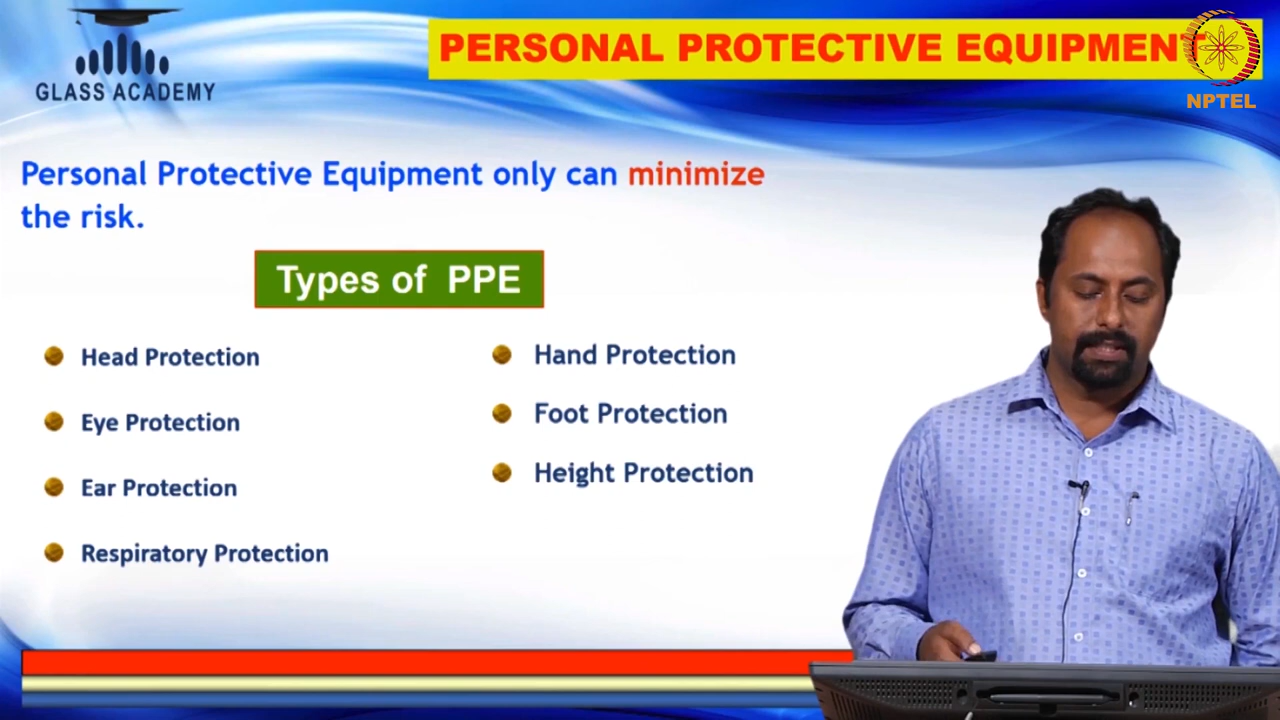 GLASS ACADEMY
PERSONAL PROTECTIVE EQUIPMENT
NPTEL
Personal Protective Equipment only can minimize
the risk.
Types of PPE
Head Protection
Eye Protection
Ear Protection
Respiratory Protection
Hand Protection
Foot Protection
Height Protection